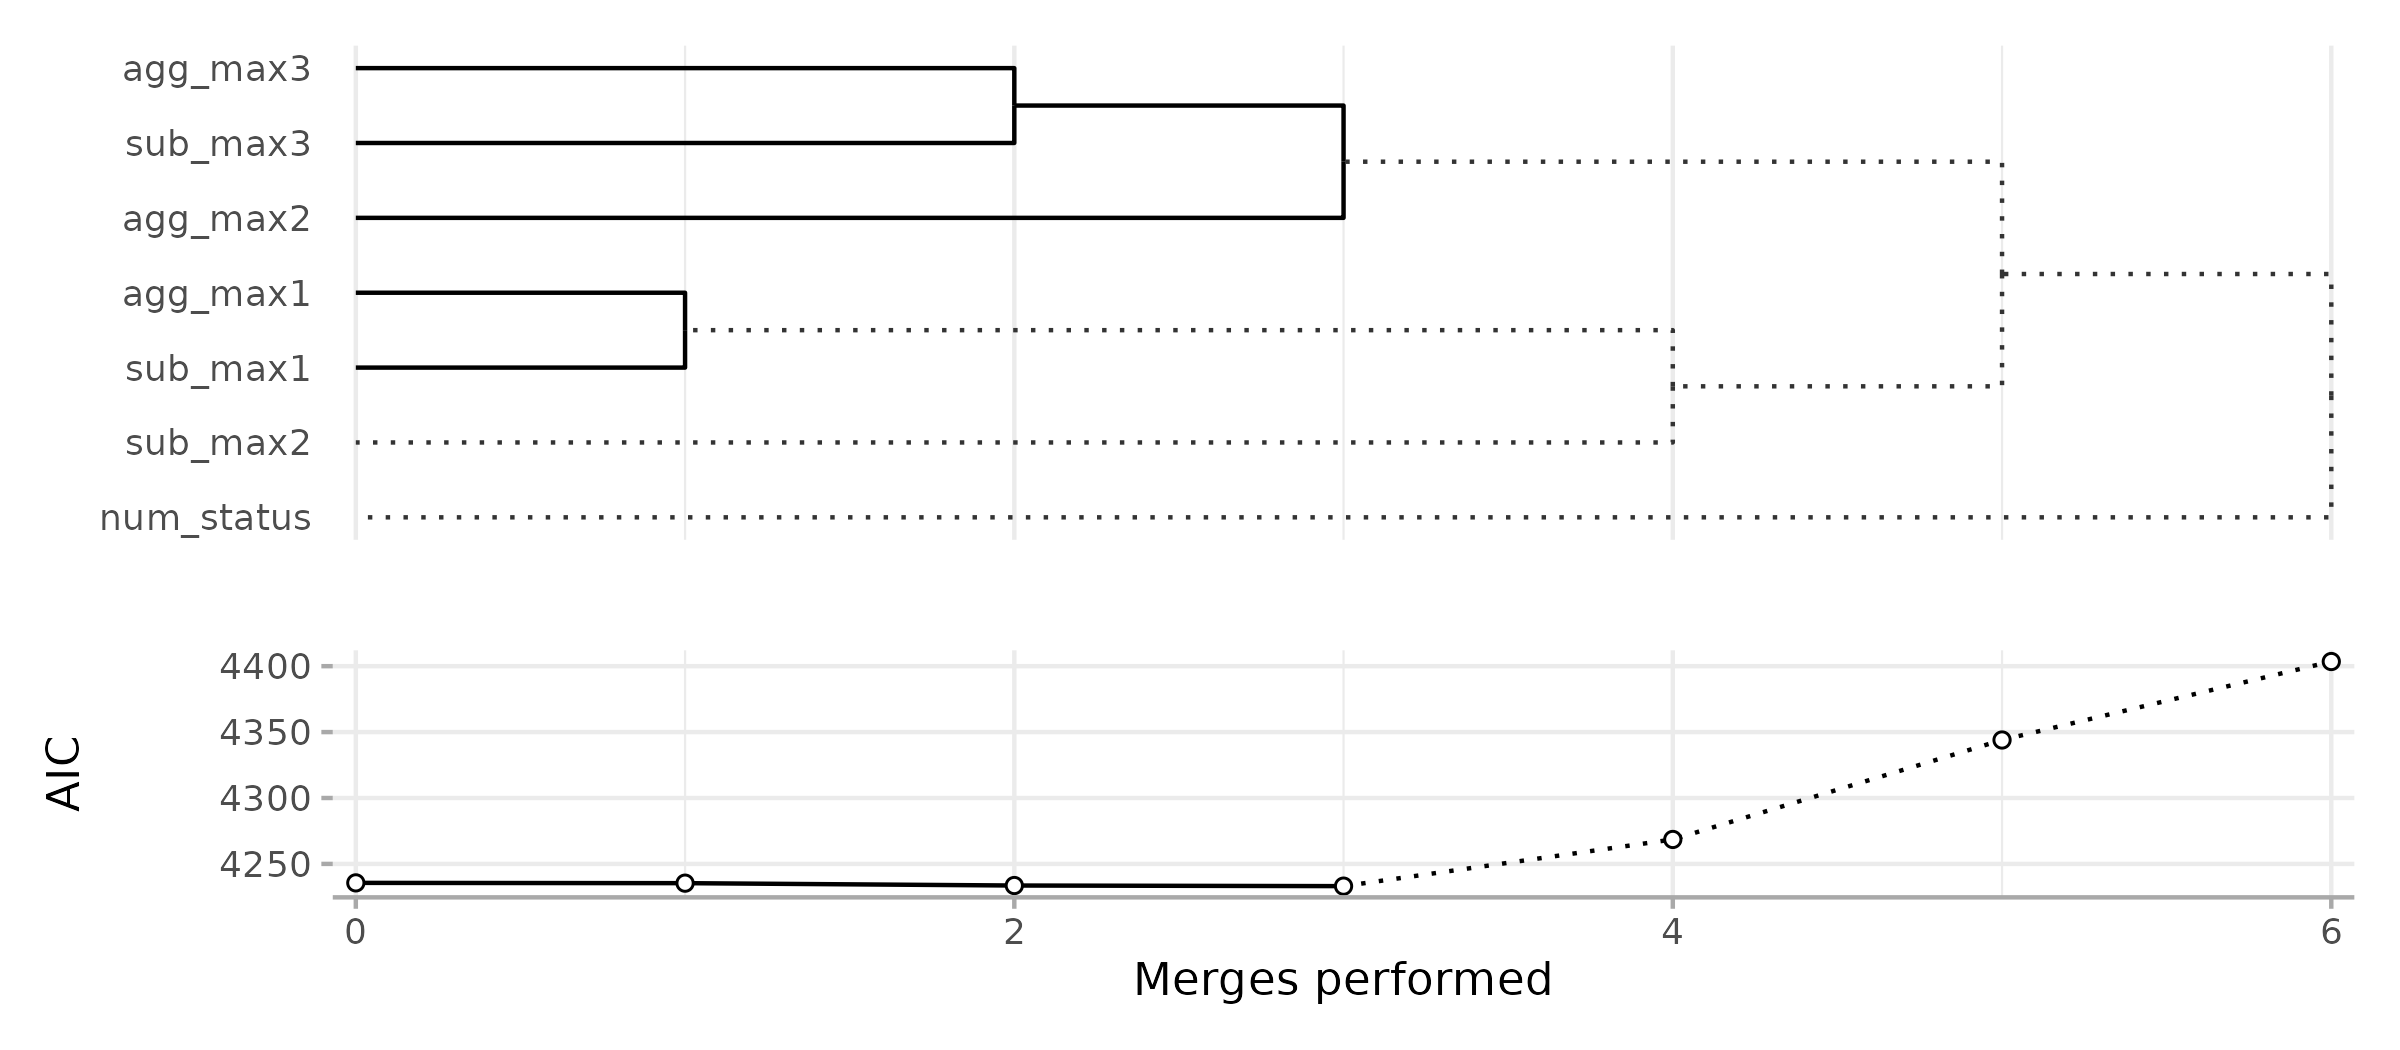 agg_max3
sub_max3
agg_max2
agg_max1
sub_max1
sub_max2
num_status
4400
4350
4300
4250
AIC
0 2 4 6
Merges performed